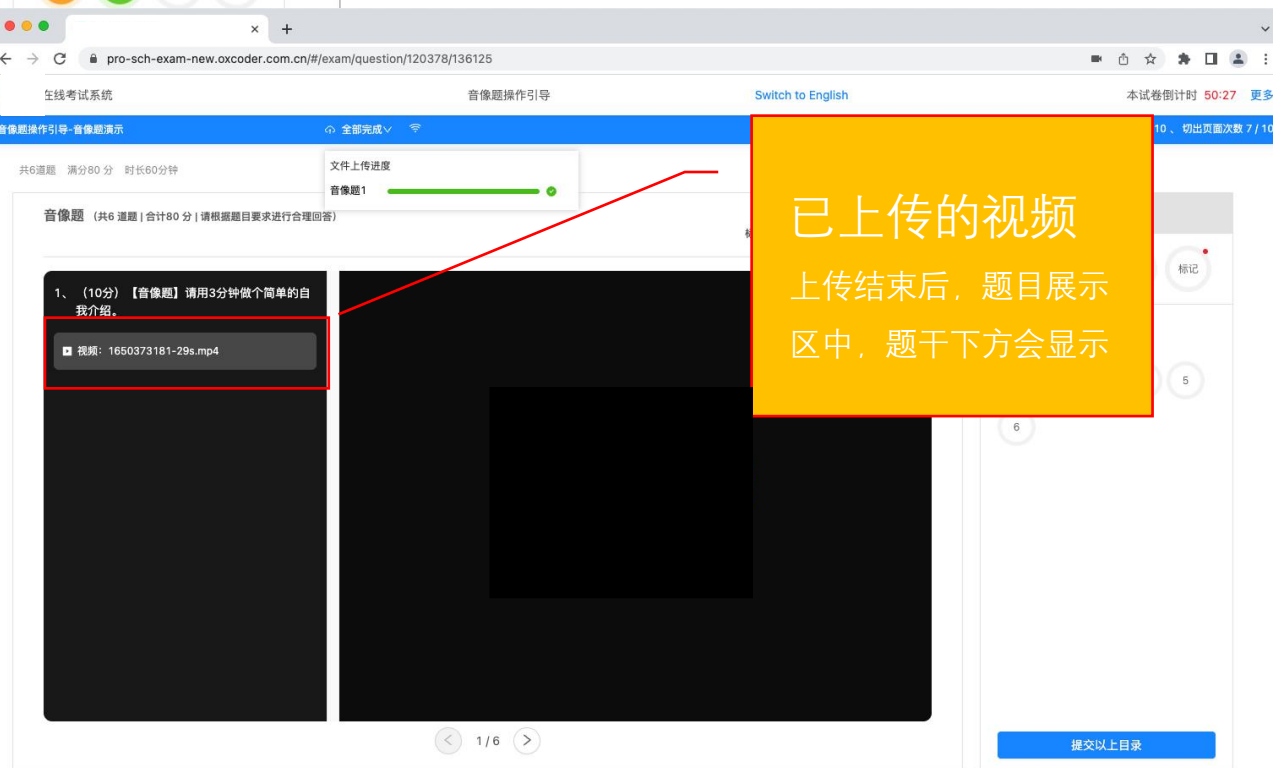 pro-sch-exam-new.oxcoder.com.cn/#/exam/question/120378/136125
在线考试系统
音像题操作引导
Switch to English
本试卷倒计时 50:27 更多
音像题操作引导-音像题演示
全部完成
10 、 切出页面次数 7 / 10
共6道题 满分80 分 时长60分钟
文件上传进度
音像题1
音像题 (共6 道题 | 合计80 分 | 请根据题目要求进行合理回答)
已上传的视频
上传结束后，题目展示
区中，题干下方会显示
标记
1、 (10分) 【音像题】请用3分钟做个简单的自
我介绍。
视频：1650373181-29s.mp4
5
6
1 / 6
提交以上目录